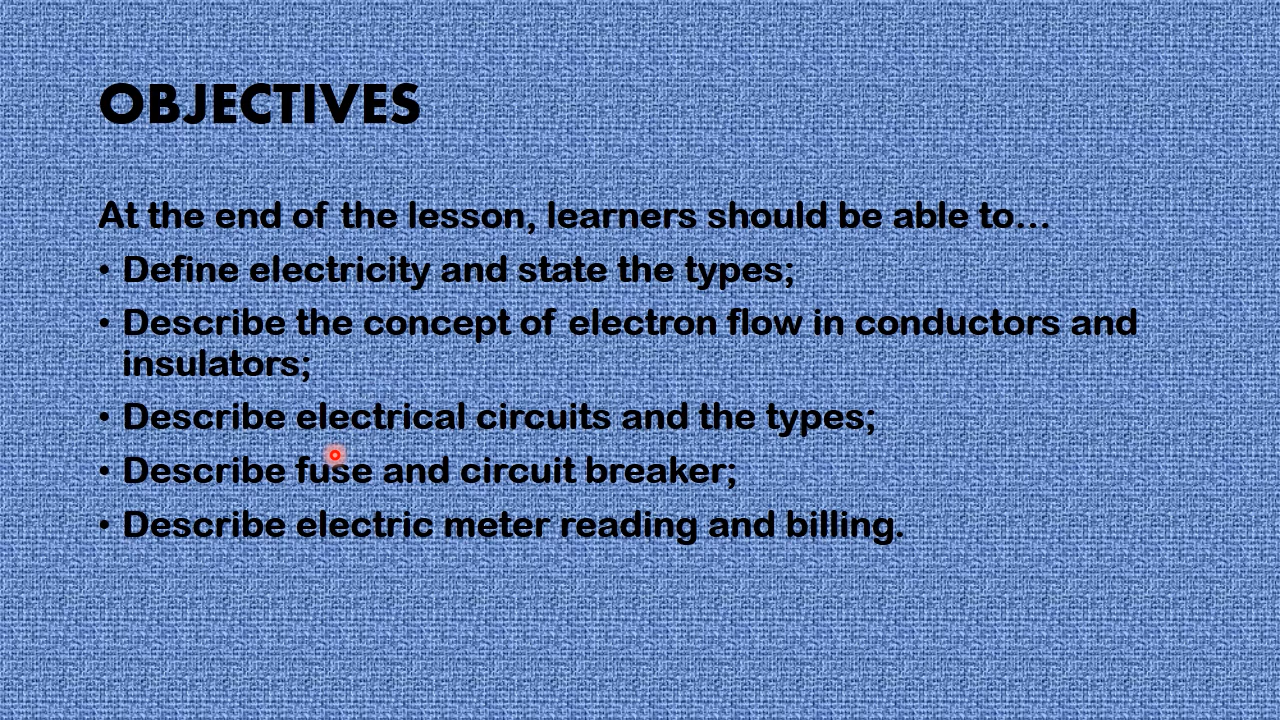 OBJECTIVES
At the end of the lesson, learners should be able to...
• Define electricity and state the types;
• Describe the concept of electron flow in conductors and
insulators;
• Describe electrical circuits and the types;
• Describe fuse and circuit breaker;
• Describe electric meter reading and billing.